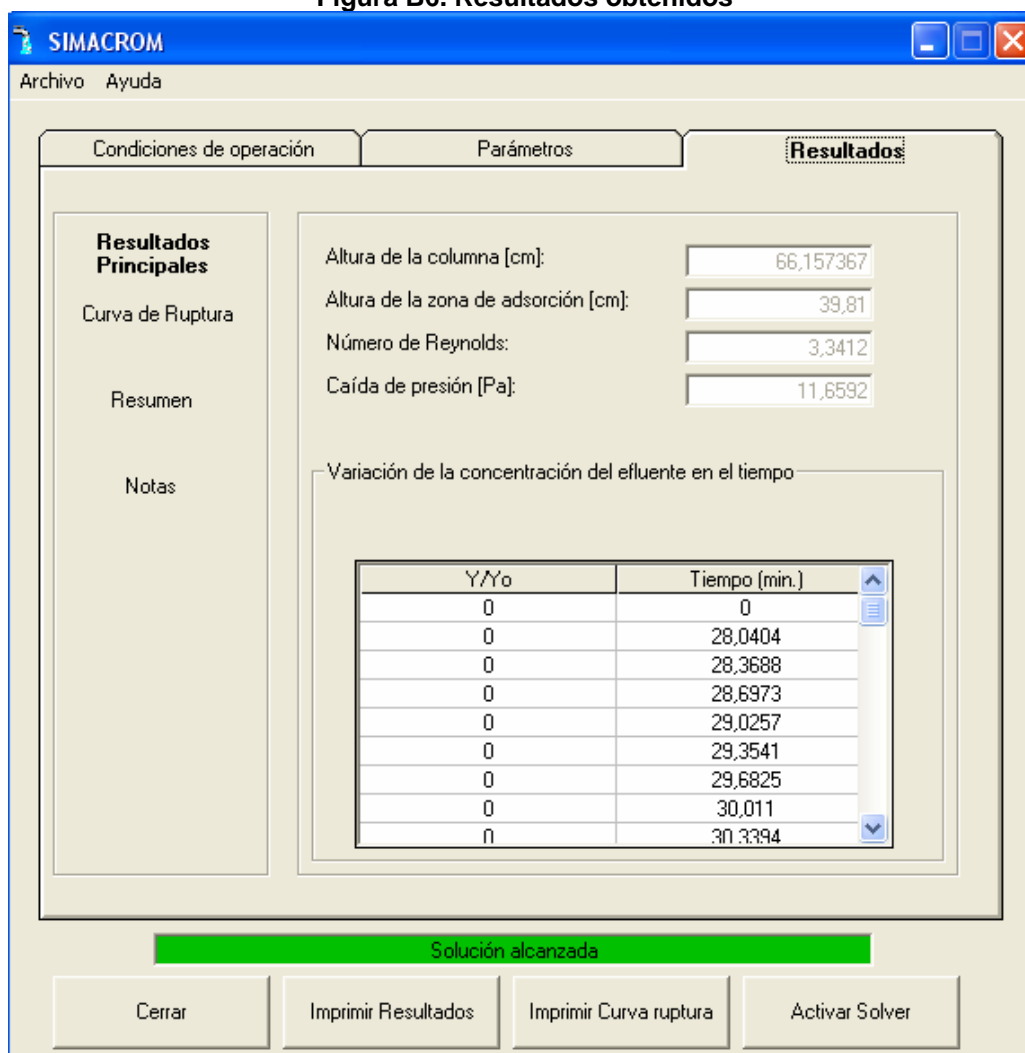 Figura B6. Resultados obtenidos
SIMACROM
Archivo Ayuda
Condiciones de operación Parámetros Resultados
Resultados
Principales
Curva de Ruptura
Resumen
Notas
Altura de la columna [cm]: 66,157367
Altura de la zona de adsorción [cm]: 39,81
Número de Reynolds: 3,3412
Caída de presión [Pa]: 11,6592
Variación de la concentración del efluente en el tiempo
Y/Yo Tiempo (min.)
0 0
0 28,0404
0 28,3688
0 28,6973
0 29,0257
0 29,3541
0 29,6825
0 30,011
0 30,3394
Solución alcanzada
Cerrar Imprimir Resultados Imprimir Curva ruptura Activar Solver